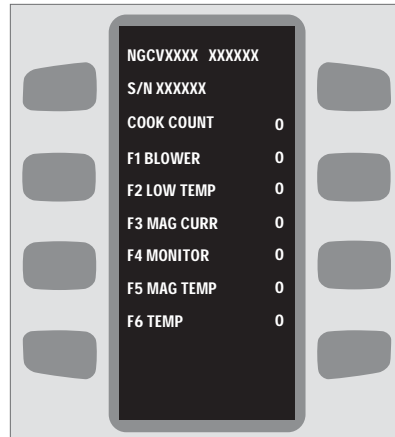 NGCVXXXX XXXXXX
S/N XXXXXX
COOK COUNT 0
F1 BLOWER 0
F2 LOW TEMP 0
F3 MAG CURR 0
F4 MONITOR 0
F5 MAG TEMP 0
F6 TEMP 0